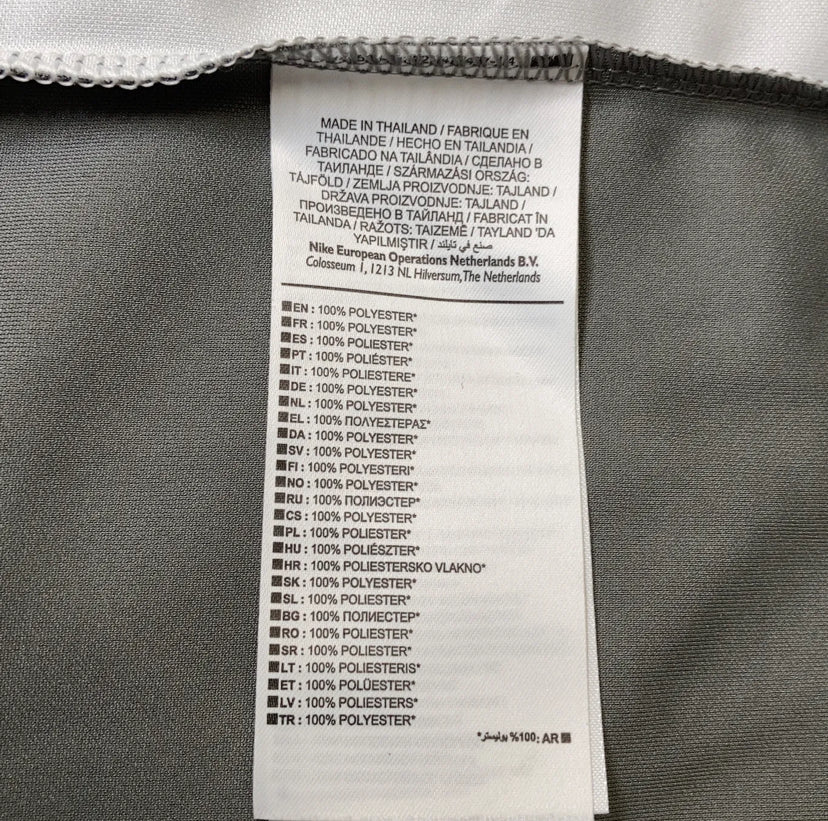 MADE IN THAILAND / FABRIQUE EN
THAILANDE / HECHO EN TAILANDIA /
FABRICADO NA TAILÂNDIA / СДЕЛАНО В
ТАИЛАНДЕ / SZÁRMAZÁSI ORSZÁG:
TÁJFÖLD / ZEMLJA PROIZVODNJE: TAJLAND /
DRŽAVA PROIZVODNJE: TAJLAND /
ПРОИЗВЕДЕНО В ТАЙЛАНД / FABRICAT ÎN
TAILANDA / RAŽOTS: TAIZEMĒ / TAYLAND 'DA
YAPILMIŞTIR / صنع في تايلند
Nike European Operations Netherlands B.V.
Colosseum 1, 1213 NL Hilversum,The Netherlands
EN : 100% POLYESTER*
FR : 100% POLYESTER*
ES : 100% POLIESTER*
PT : 100% POLIÉSTER*
IT : 100% POLIESTERE*
DE : 100% POLYESTER*
NL : 100% POLYESTER*
EL : 100% ΠΟΛΥΕΣΤΕΡΑΣ*
DA : 100% POLYESTER*
SV : 100% POLYESTER*
FI : 100% POLYESTERI*
NO : 100% POLYESTER*
RU : 100% ПОЛИЭСТЕР*
CS : 100% POLYESTER*
PL : 100% POLIESTER*
HU : 100% POLIÉSZTER*
HR : 100% POLIESTERSKO VLAKNO*
SK : 100% POLYESTER*
SL : 100% POLIESTER*
BG : 100% ПОЛИЕСТЕР*
RO : 100% POLIESTER*
SR : 100% POLIESTER*
LT : 100% POLIESTERIS*
ET : 100% POLÜESTER*
LV : 100% POLIESTERS*
TR : 100% POLYESTER*
AR :100% بوليستر*